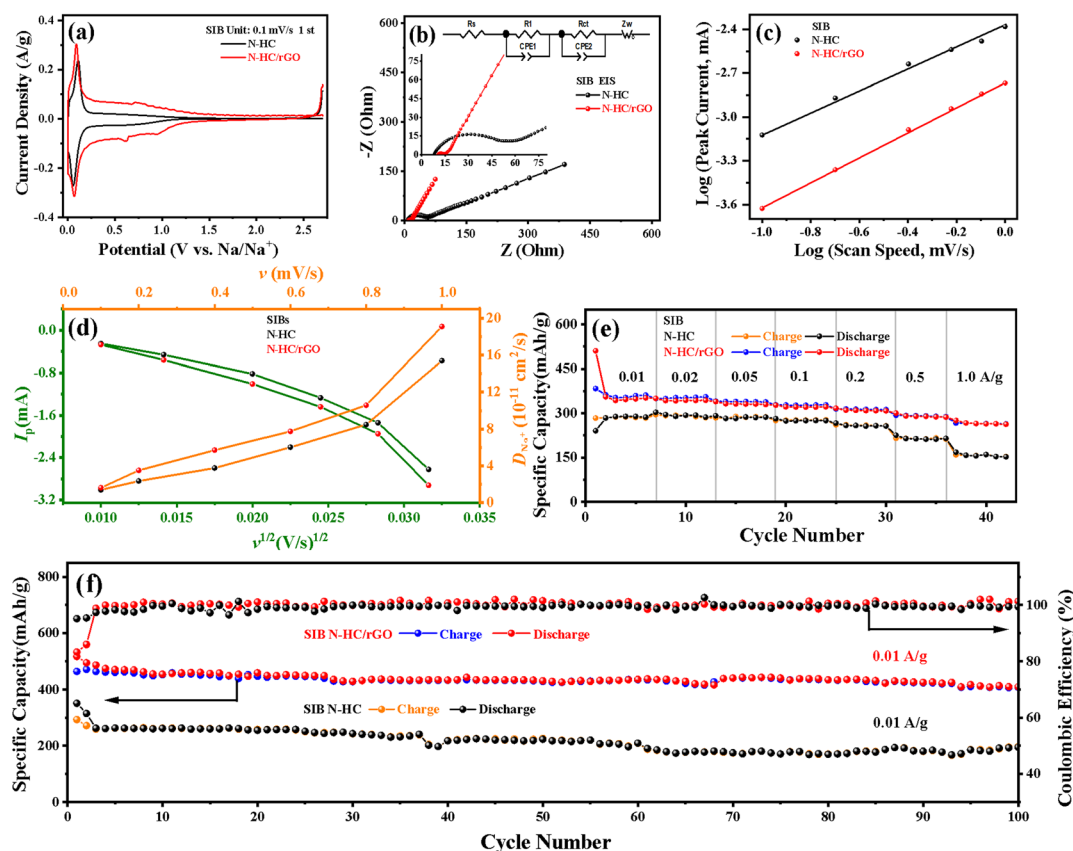 (a)
SIB Unit: 0.1 mV/s 1 st
N-HC
N-HC/rGO
Current Density (A/g)
0.4
0.2
0.0
-0.2
-0.4
0.0 0.5 1.0 1.5 2.0 2.5
Potential (V vs. Na/Na+)
(b)
Rs R1 Rct Zw
CPE1 CPE2
SIB EIS
N-HC
N-HC/rGO
-Z (Ohm)
600
450
300
150
0
0 150 300 450 600
Z (Ohm)
75
60
45
30
15
0
0 15 30 45 60 75
(c)
SIB
N-HC
N-HC/rGO
Log (Peak Current, mA)
-2.4
-2.7
-3.0
-3.3
-3.6
-1.0 -0.8 -0.6 -0.4 -0.2 0.0
Log (Scan Speed, mV/s)
v (mV/s)
0.0 0.2 0.4 0.6 0.8 1.0
(d)
SIBs
N-HC
N-HC/rGO
Ip(mA)
0.0
-0.8
-1.6
-2.4
-3.2
0.010 0.015 0.020 0.025 0.030 0.035
v1/2(V/s)1/2
20
16
12
8
4
0
DNa+ (10-11 cm2/s)
(e)
SIB
N-HC Charge Discharge
N-HC/rGO Charge Discharge
0.01 0.02 0.05 0.1 0.2 0.5 1.0 A/g
Specific Capacity(mAh/g)
600
450
300
150
0
0 10 20 30 40
Cycle Number
(f)
SIB N-HC/rGO Charge Discharge
0.01 A/g
SIB N-HC Charge Discharge
0.01 A/g
Specific Capacity(mAh/g)
800
600
400
200
0
0 10 20 30 40 50 60 70 80 90 100
Cycle Number
100
80
60
40
Coulombic Efficiency (%)